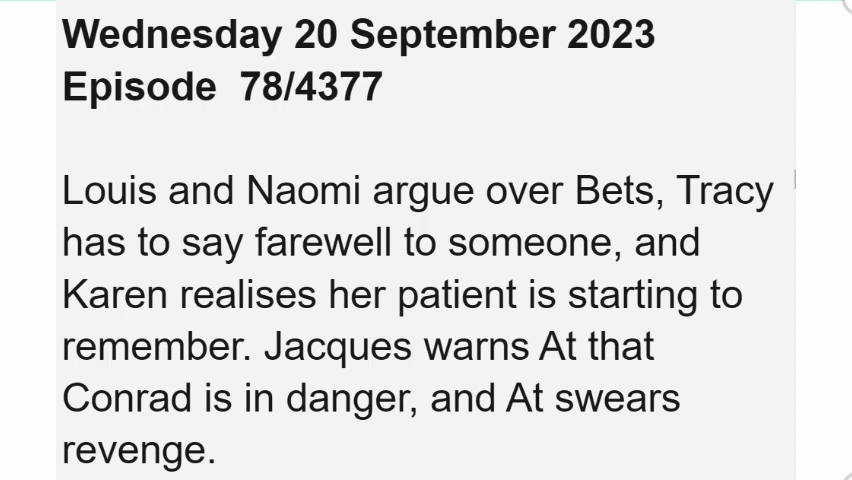 Wednesday 20 September 2023
Episode  78/4377
Louis and Naomi argue over Bets, Tracy
has to say farewell to someone, and
Karen realises her patient is starting to
remember. Jacques warns At that
Conrad is in danger, and At swears
revenge.